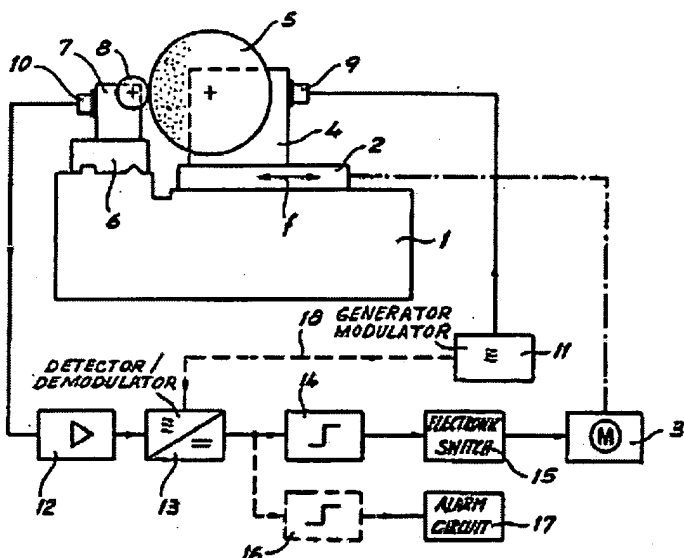 5
7 8
10
9
4
2
6
f
1
GENERATOR
MODULATOR
18
11
DETECTOR /
DEMODULATOR
14
ELECTRONIC
SWITCH
M
3
12
13
15
ALARM
CIRCUIT
16
17